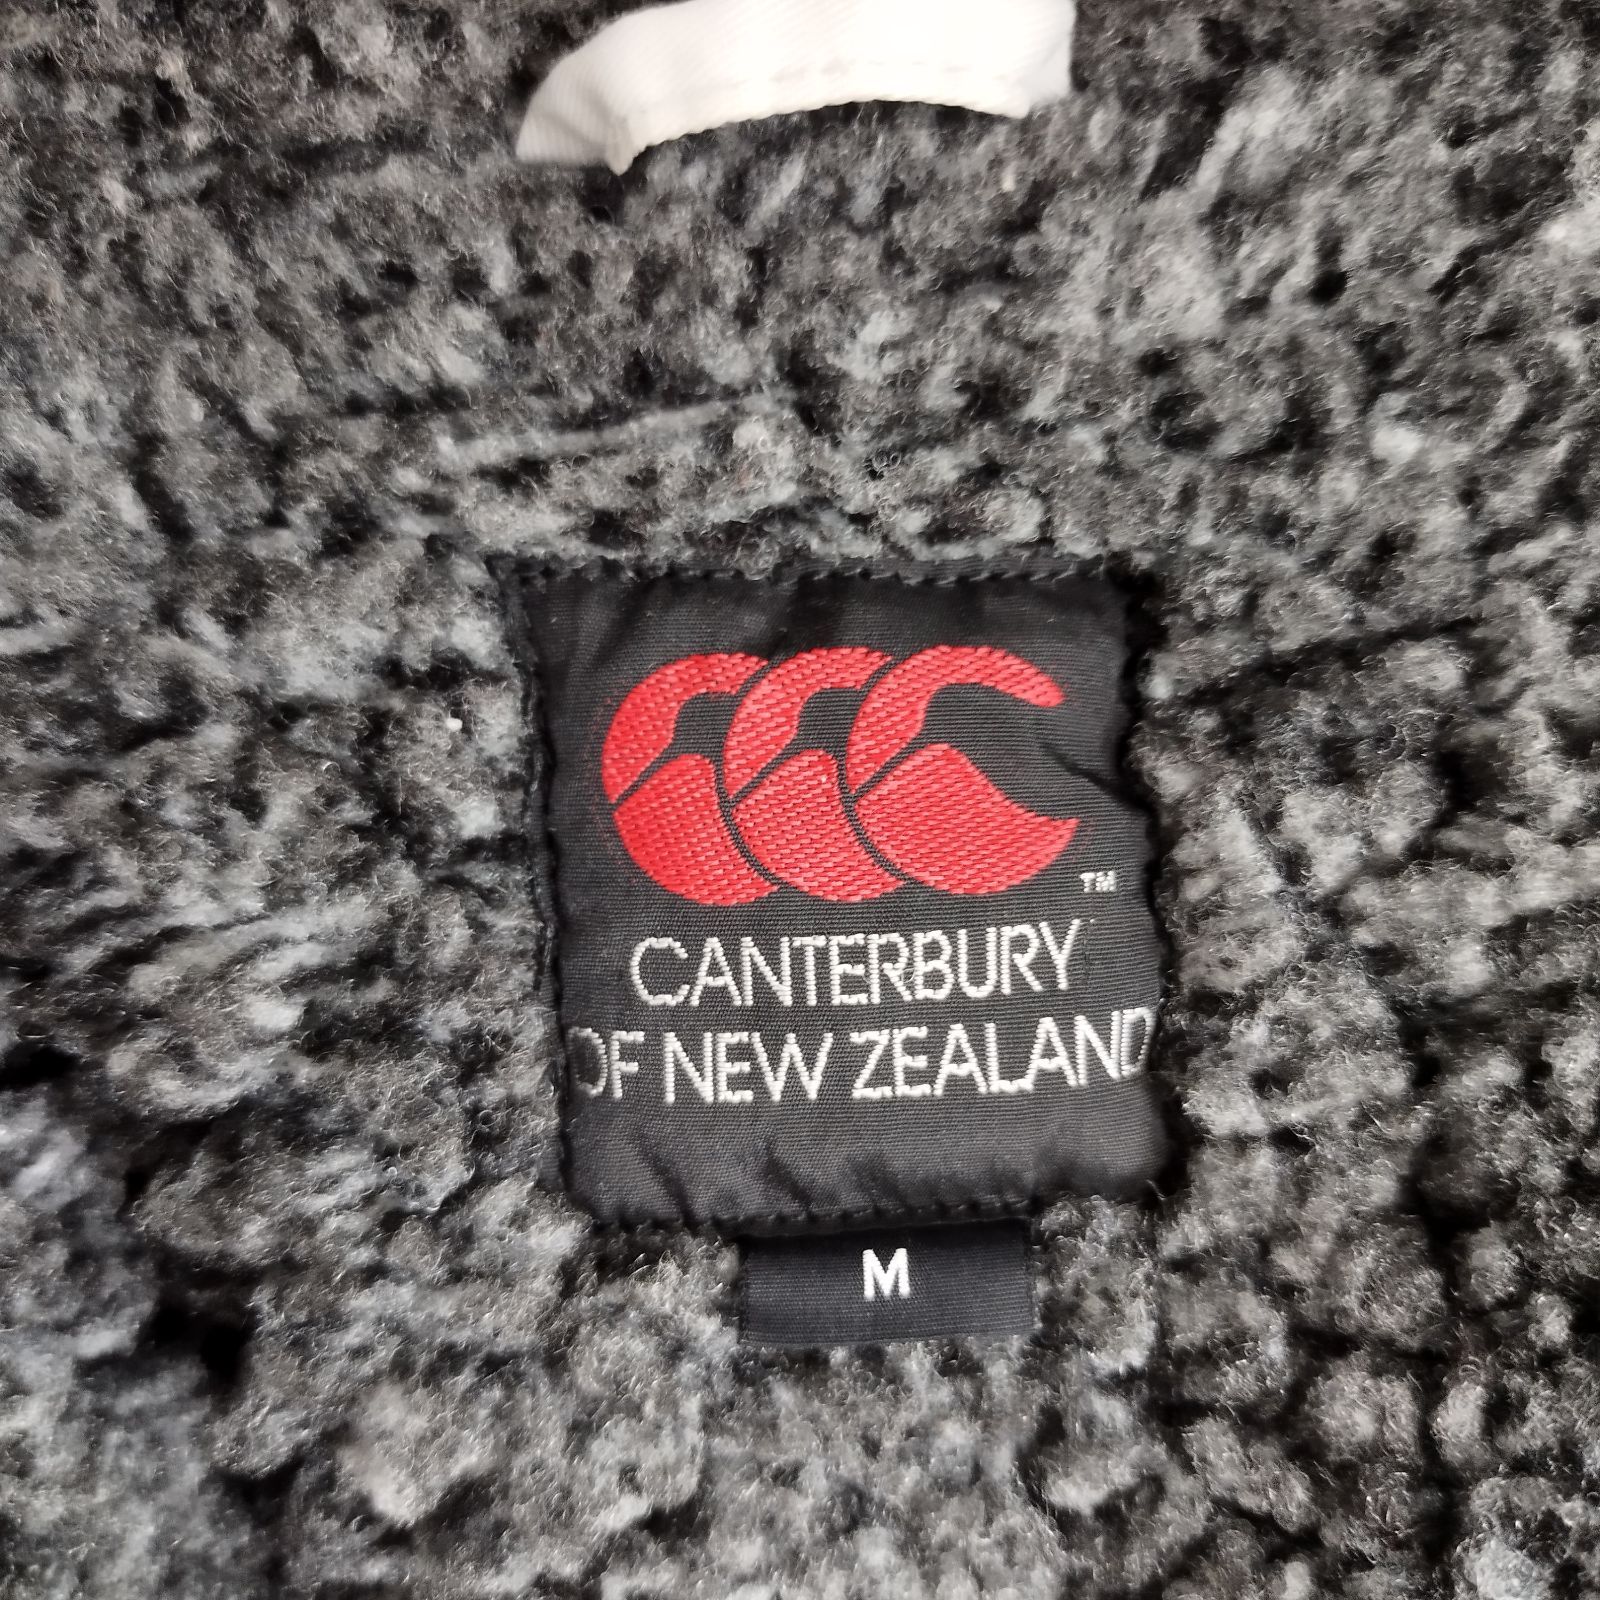 TM
CANTERBURY
OF NEW ZEALAND
M